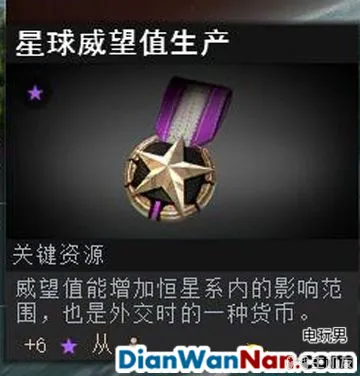 星球威望值生产
关键资源
威望值能增加恒星系内的影响范
围，也是外交时的一种货币。
电玩男
+6 从
DianWanNan.com